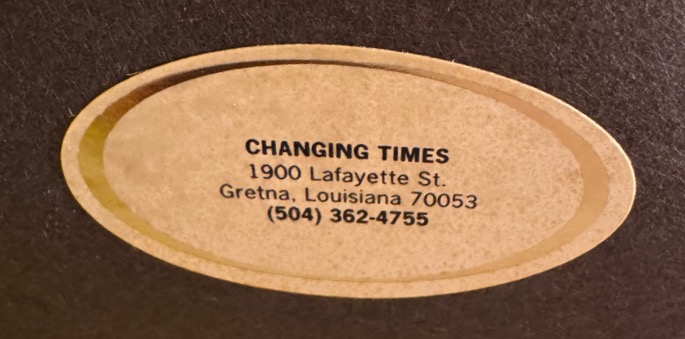 CHANGING TIMES
1900 Lafayette St.
Gretna, Louisiana 70053
(504) 362-4755